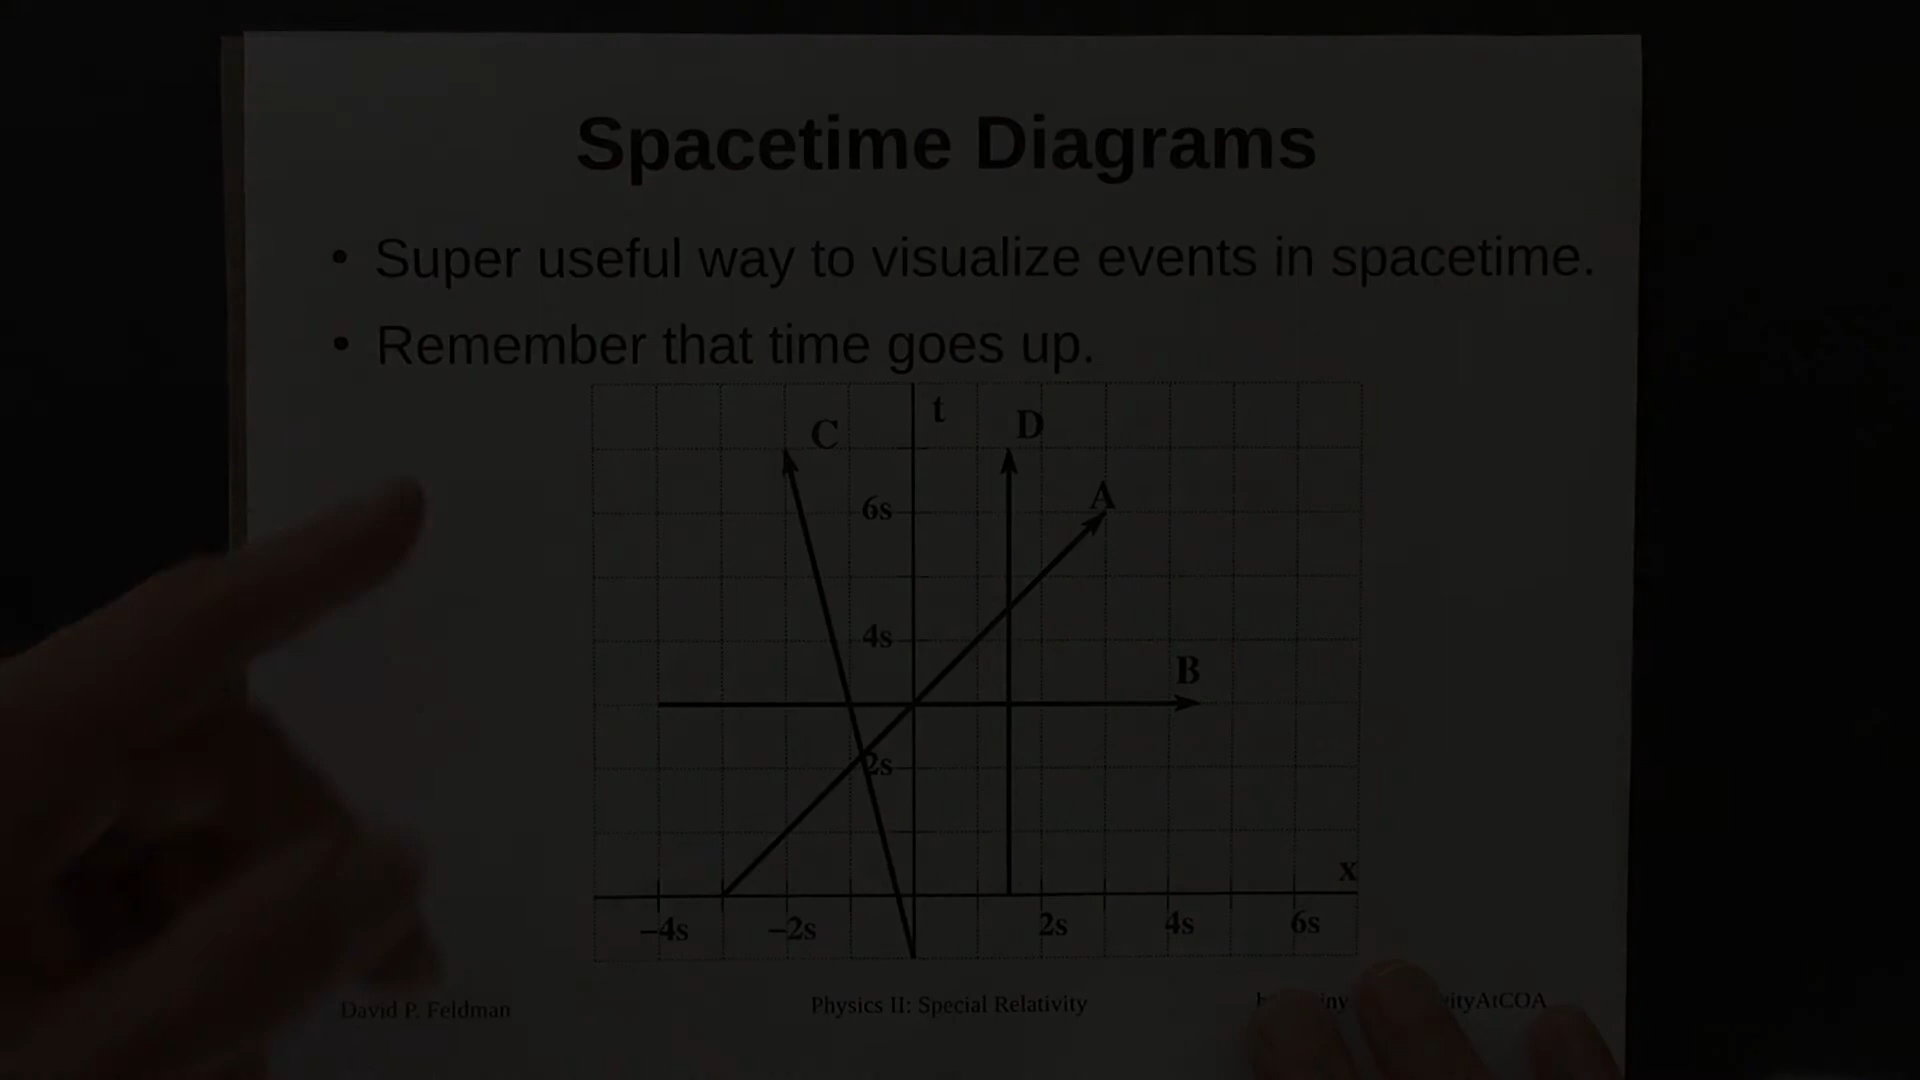 Spacetime Diagrams
• Super useful way to visualize events in spacetime.
• Remember that time goes up.
t
C
D
A
6s
4s
B
2s
x
−4s
−2s
2s
4s
6s
David P. Feldman
Physics II: Special Relativity